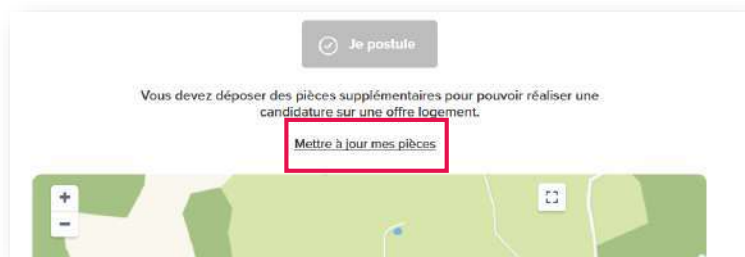 Je postule
Vous devez déposer des pièces supplémentaires pour pouvoir réaliser une
candidature sur une offre logement.
Mettre à jour mes pièces
+
−